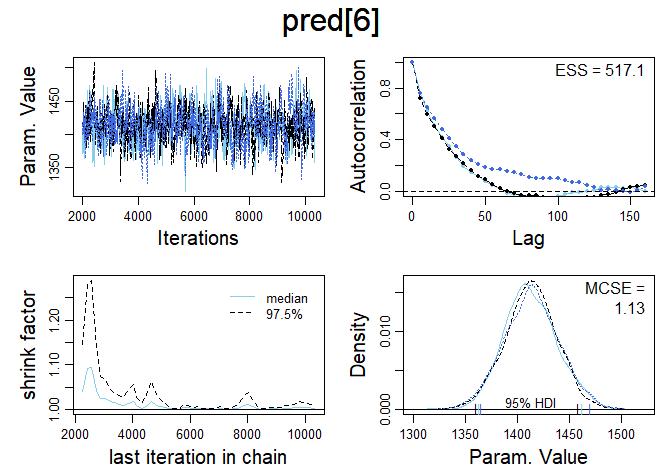 pred[6]
Param. Value
1350
1450
2000
4000
6000
8000
10000
Iterations
Autocorrelation
0.0
0.4
0.8
ESS = 517.1
0
50
100
150
Lag
shrink factor
1.00
1.10
1.20
median
97.5%
2000
4000
6000
8000
10000
last iteration in chain
Density
0.000
0.010
MCSE =
1.13
95% HDI
1300
1350
1400
1450
1500
Param. Value